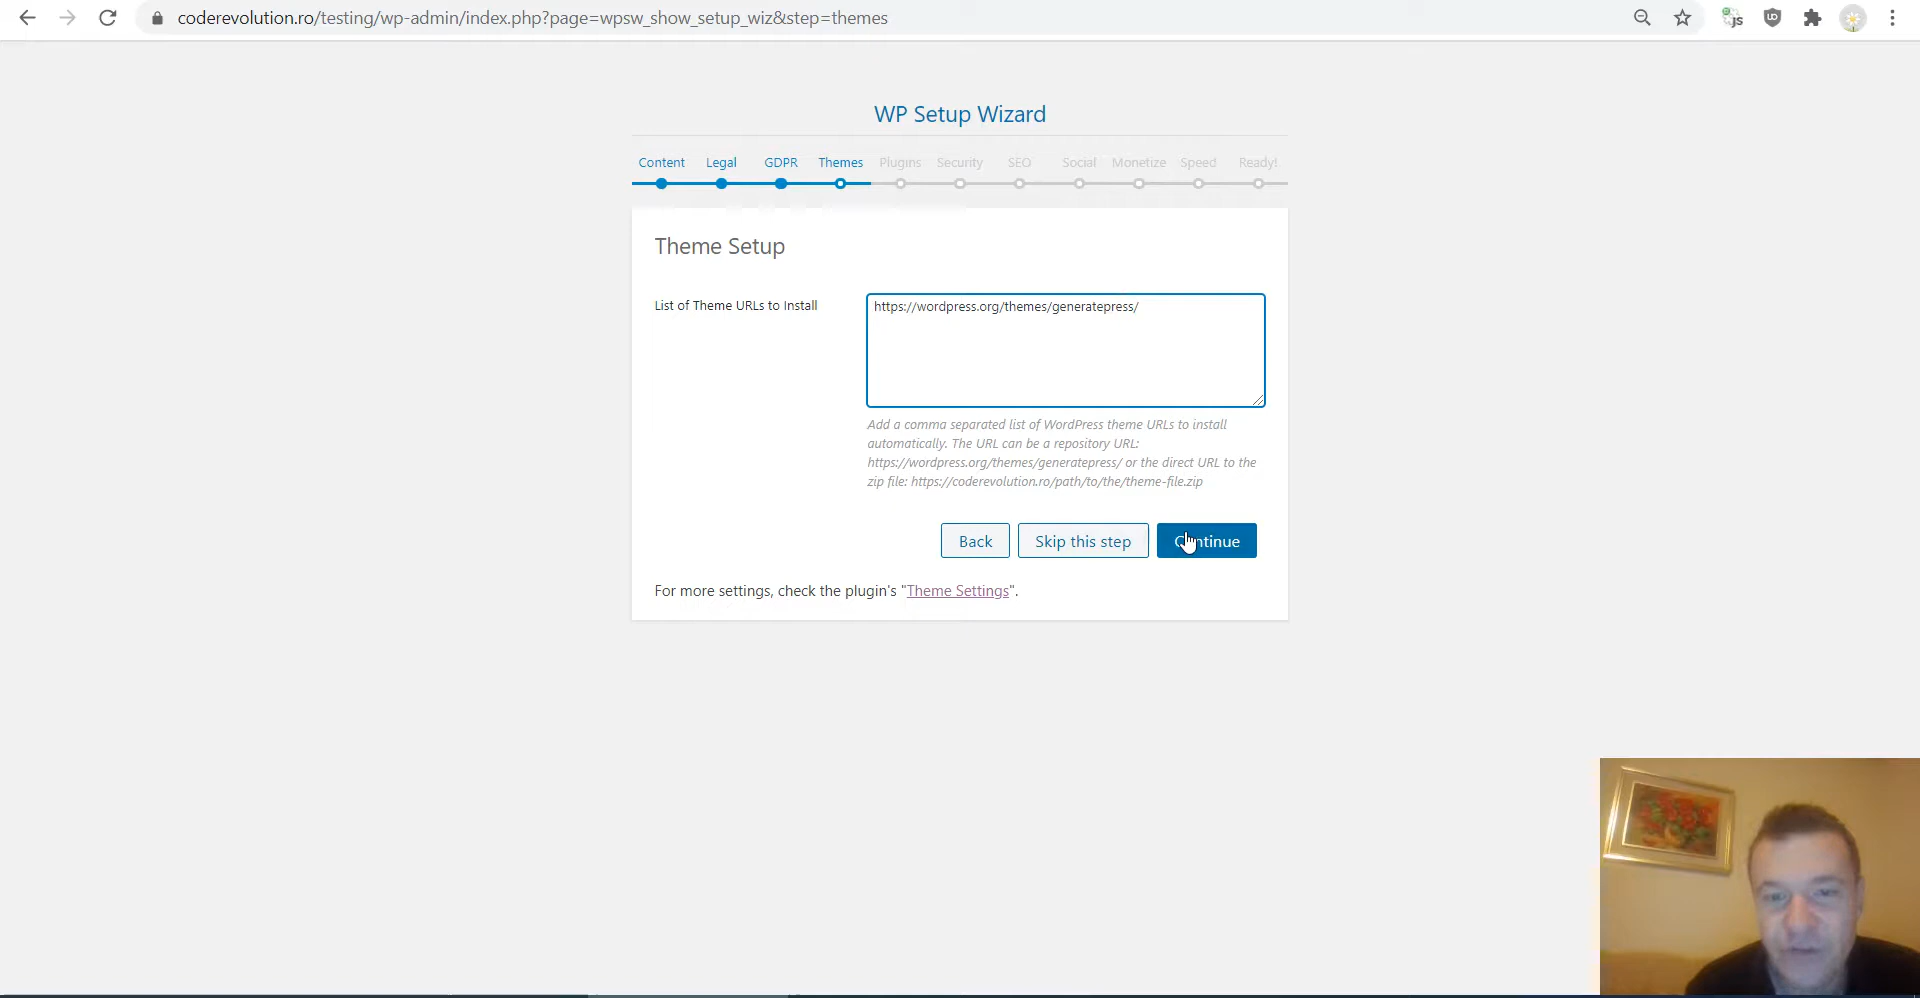 coderevolution.ro/testing/wp-admin/index.php?page=wpsw_show_setup_wiz&step=themes
WP Setup Wizard
Content Legal GDPR Themes Plugins Security SEO Social Monetize Speed Ready!
Theme Setup
List of Theme URLs to Install
https://wordpress.org/themes/generatepress/
Add a comma separated list of WordPress theme URLs to install
automatically. The URL can be a repository URL:
https://wordpress.org/themes/generatepress/ or the direct URL to the
zip file: https://coderevolution.ro/path/to/the/theme-file.zip
Back Skip this step Continue
For more settings, check the plugin's "Theme Settings".